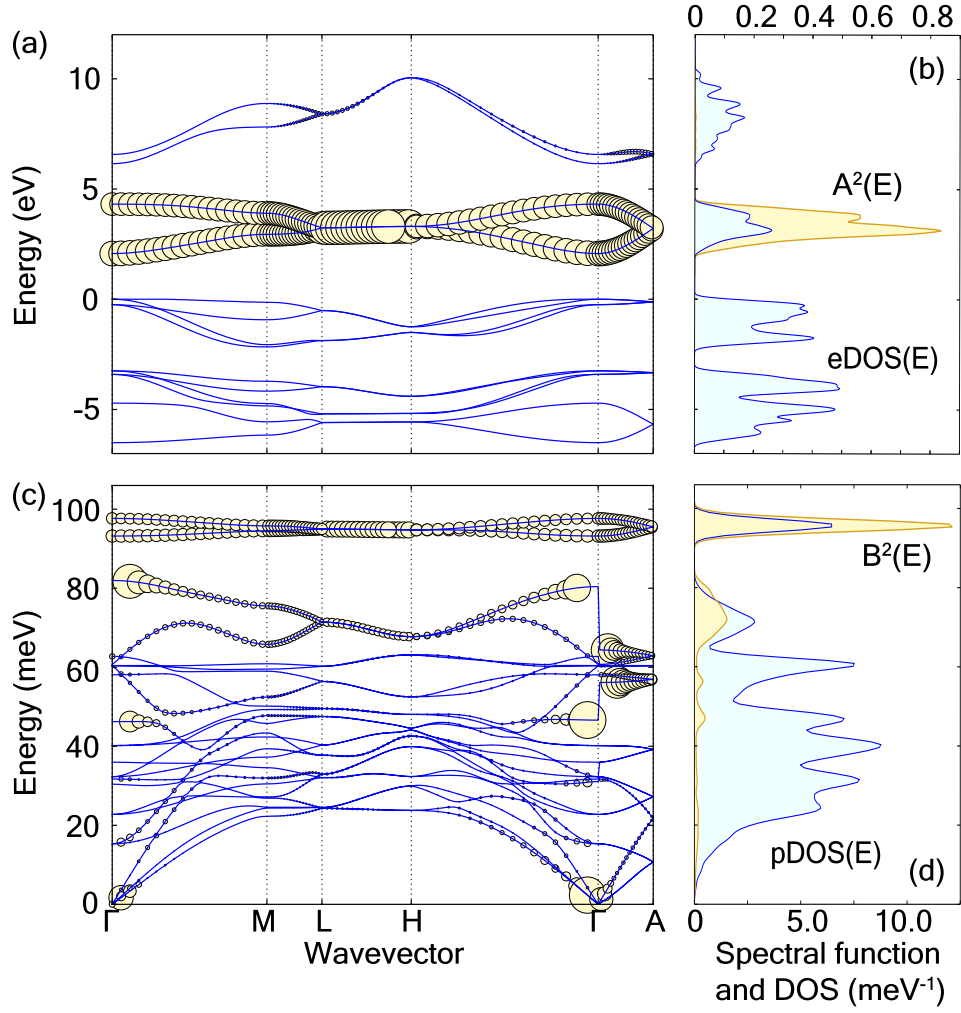 0 0.2 0.4 0.6 0.8
(a)
(b)
10
5
0
-5
Energy (eV)
A²(E)
eDOS(E)
(c)
100
80
60
40
20
0
Energy (meV)
B²(E)
pDOS(E)
(d)
Γ M L H Γ A
Wavevector
0 5.0 10.0
Spectral function
and DOS (meV⁻¹)